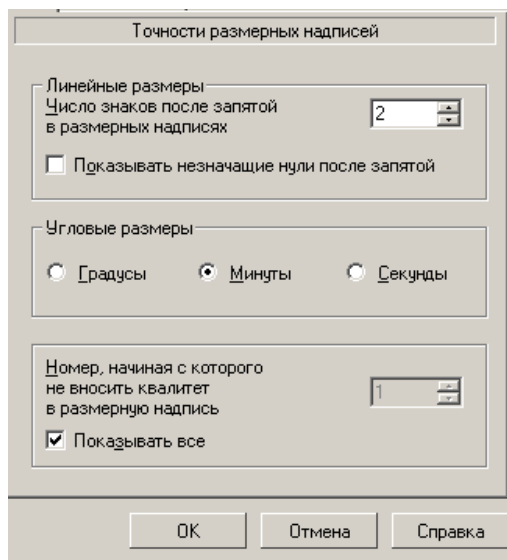 Точности размерных надписей
Линейные размеры
Число знаков после запятой
в размерных надписях
2
Показывать незначащие нули после запятой
Угловые размеры
Градусы Минуты Секунды
Номер, начиная с которого
не вносить квалитет
в размерную надпись
1
Показывать все
OK Отмена Справка